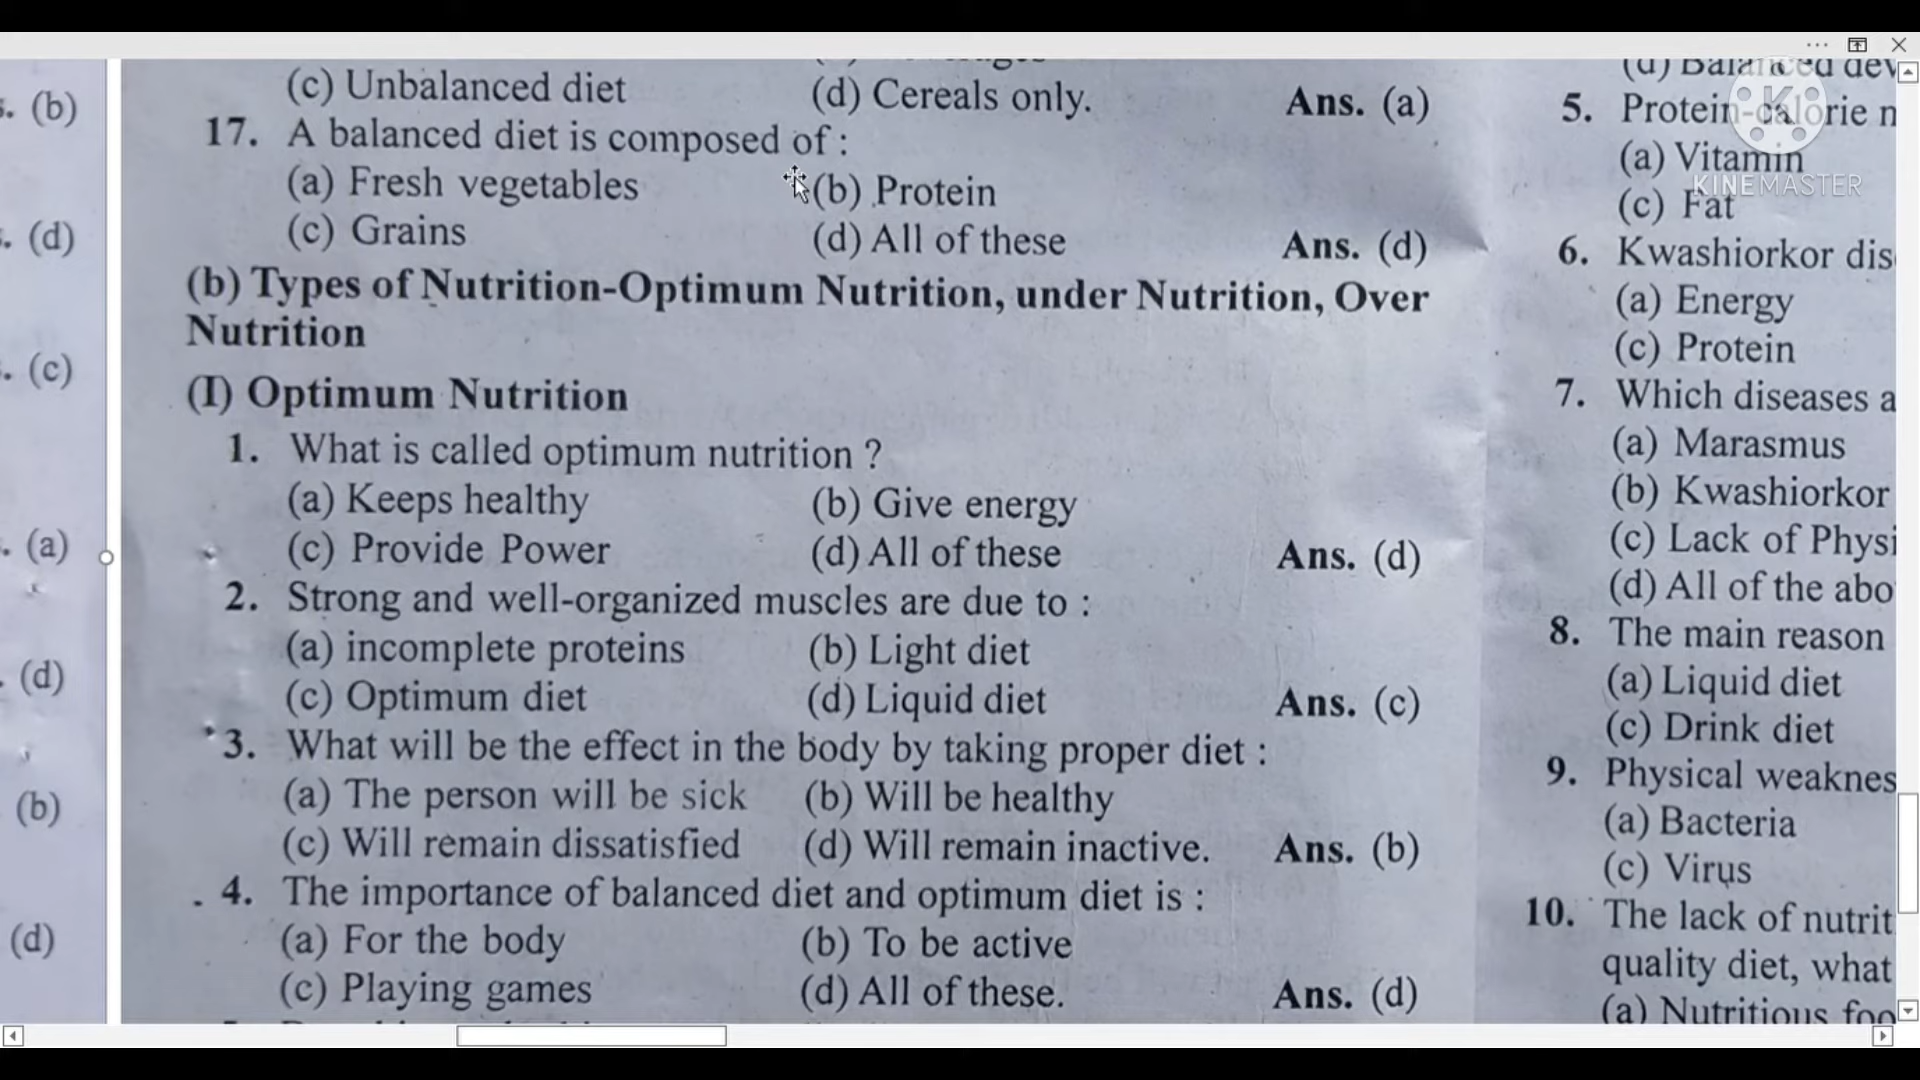 s. (b)
s. (d)
. (c)
. (a)
. (d)
(b)
(d)
(c) Unbalanced diet (d) Cereals only. Ans. (a)
17. A balanced diet is composed of :
(a) Fresh vegetables (b) Protein
(c) Grains (d) All of these Ans. (d)
(b) Types of Nutrition-Optimum Nutrition, under Nutrition, Over
Nutrition
(I) Optimum Nutrition
1. What is called optimum nutrition ?
(a) Keeps healthy (b) Give energy
(c) Provide Power (d) All of these Ans. (d)
2. Strong and well-organized muscles are due to :
(a) incomplete proteins (b) Light diet
(c) Optimum diet (d) Liquid diet Ans. (c)
3. What will be the effect in the body by taking proper diet :
(a) The person will be sick (b) Will be healthy
(c) Will remain dissatisfied (d) Will remain inactive. Ans. (b)
4. The importance of balanced diet and optimum diet is :
(a) For the body (b) To be active
(c) Playing games (d) All of these. Ans. (d)
(d) Balanced dev
5. Protein-calorie n
(a) Vitamin
(c) Fat
6. Kwashiorkor dis
(a) Energy
(c) Protein
7. Which diseases a
(a) Marasmus
(b) Kwashiorkor
(c) Lack of Physi
(d) All of the abo
8. The main reason
(a) Liquid diet
(c) Drink diet
9. Physical weaknes
(a) Bacteria
(c) Virus
10. The lack of nutrit
quality diet, what
(a) Nutritious foo
K
KINEMASTER